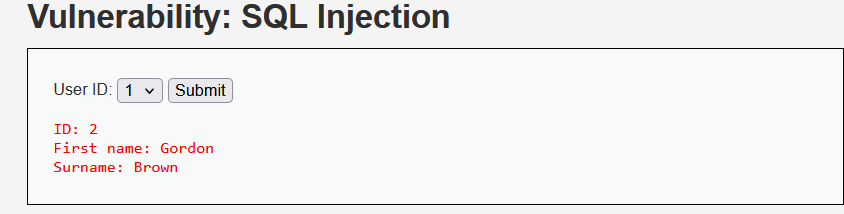 Vulnerability: SQL Injection
User ID: 1 Submit
ID: 2
First name: Gordon
Surname: Brown